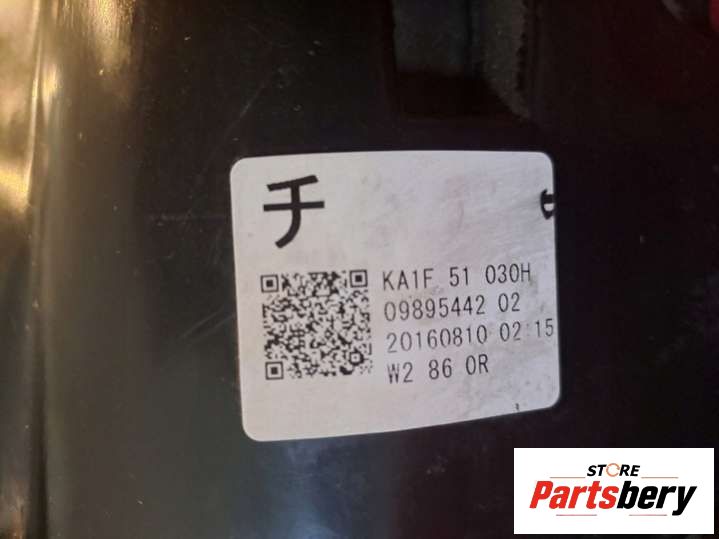 チ
KA1F 51 030H
09895442 02
20160810 02:15
W2 86 0R
STORE
Partsbery